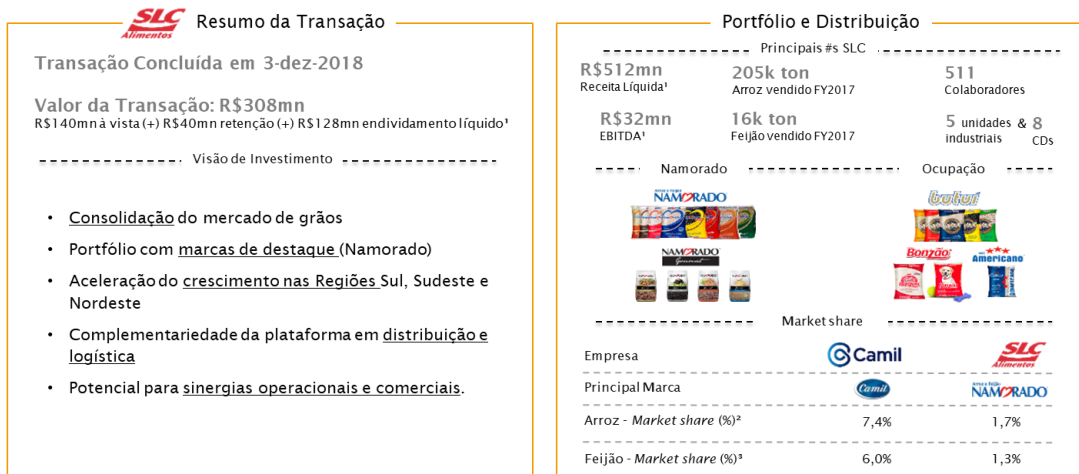 SLC Alimentos Resumo da Transação
Transação Concluída em 3-dez-2018
Valor da Transação: R$308mn
R$140mn à vista (+) R$40mn retenção (+) R$128mn endividamento líquido¹
Visão de Investimento
• Consolidação do mercado de grãos
• Portfólio com marcas de destaque (Namorado)
• Aceleração do crescimento nas Regiões Sul, Sudeste e
Nordeste
• Complementariedade da plataforma em distribuição e
logística
• Potencial para sinergias operacionais e comerciais.
Portfólio e Distribuição
Principais #s SLC
R$512mn 205k ton 511
Receita Líquida¹ Arroz vendido FY2017 Colaboradores
R$32mn 16k ton 5 unidades & 8
EBITDA¹ Feijão vendido FY2017 industriais CDs
Namorado Ocupação
NAMORADO butuí
NAMORADO Bonzão Americano
Gourmet
Market share
Empresa Camil SLC Alimentos
Principal Marca Camil NAMORADO
Arroz - Market share (%)² 7,4% 1,7%
Feijão - Market share (%)³ 6,0% 1,3%